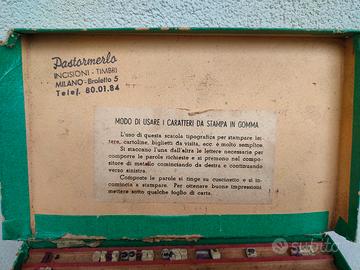 Pastormerlo
INCISIONI - TIMBRI
MILANO - Broletto 5
Telef. 80.01.84
MODO DI USARE I CARATTERI DA STAMPA IN GOMMA
L'uso di questa scatola tipografica per stampare let-
tere, cartoline, biglietti da visita, ecc. è molto semplice.
Si staccano l'una dall'altra le lettere necessarie per
comporre le parole richieste e si premono nel compo-
sitore di metallo cominciando da destra e continuando
verso sinistra.
Composte le parole si tinge su cuscinetto e si in-
comincia a stampare. Per ottenere buone impressioni
mettere sotto qualche foglio di carta.
subito